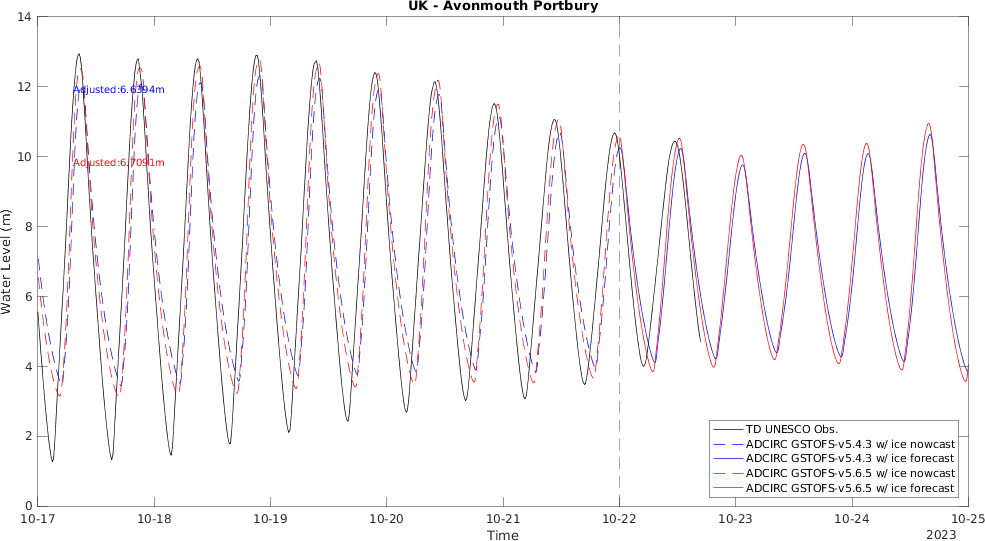 UK - Avonmouth Portbury
14
12
10
8
6
4
2
0
Water Level (m)
Adjusted:6.6394m
Adjusted:6.7091m
TD UNESCO Obs.
ADCIRC GSTOFS-v5.4.3 w/ ice nowcast
ADCIRC GSTOFS-v5.4.3 w/ ice forecast
ADCIRC GSTOFS-v5.6.5 w/ ice nowcast
ADCIRC GSTOFS-v5.6.5 w/ ice forecast
10-17 10-18 10-19 10-20 10-21 10-22 10-23 10-24 10-25
Time
2023